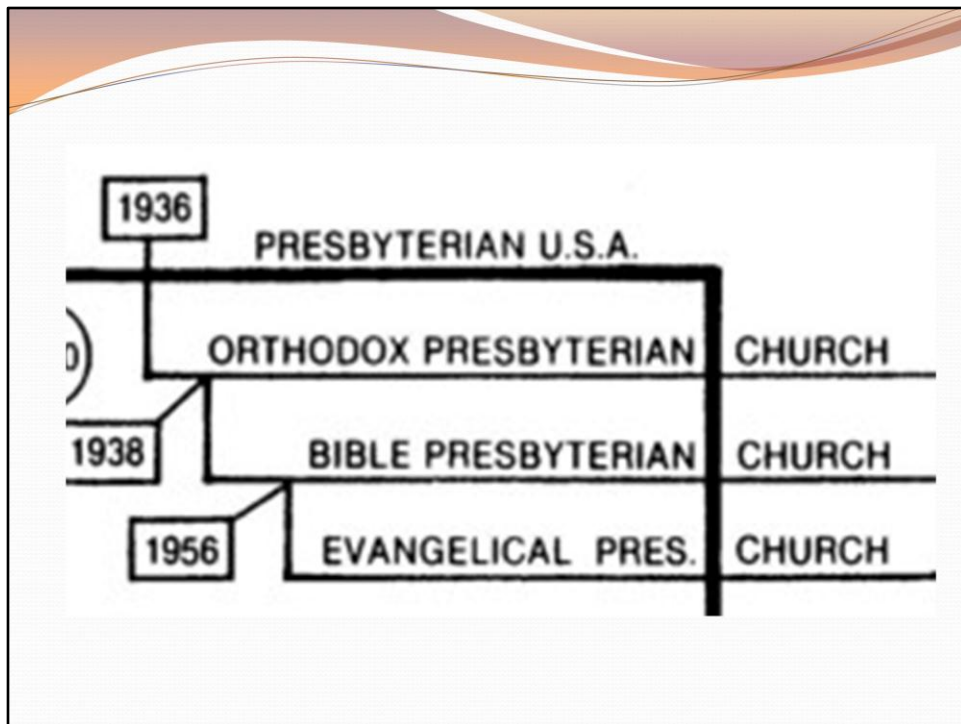 1936
PRESBYTERIAN U.S.A.
ORTHODOX PRESBYTERIAN CHURCH
1938
BIBLE PRESBYTERIAN CHURCH
1956
EVANGELICAL PRES. CHURCH